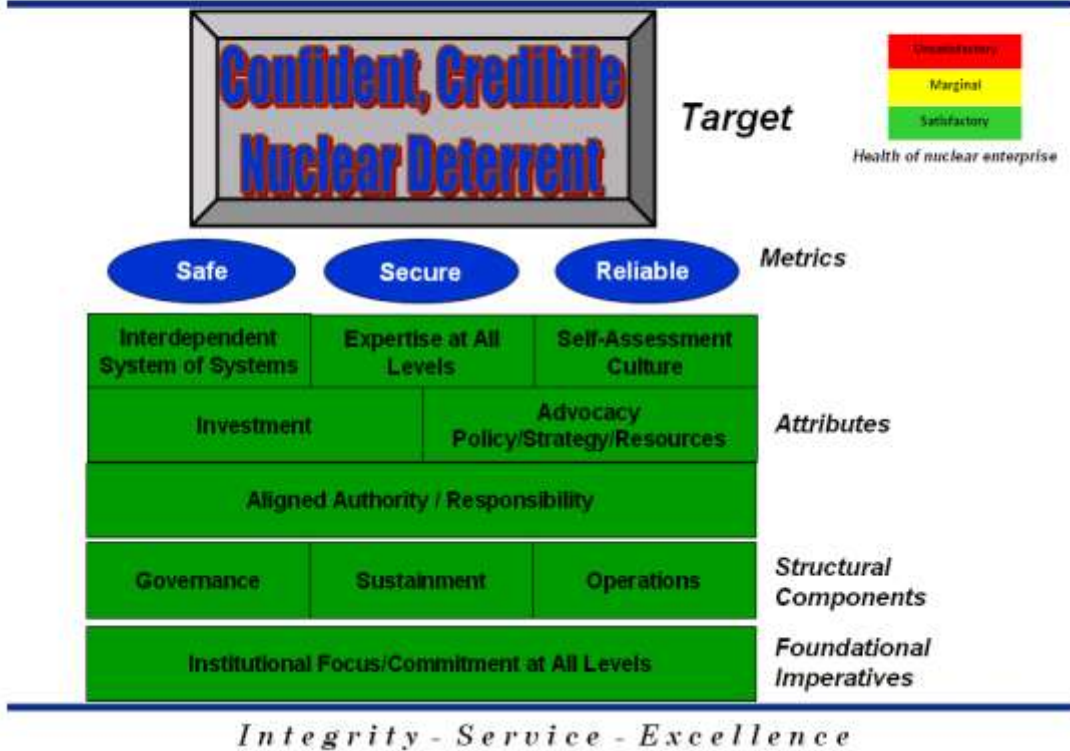 Confident, Credibile
Nuclear Deterrent
Target
Unsatisfactory
Marginal
Satisfactory
Health of nuclear enterprise
Safe
Secure
Reliable
Metrics
Interdependent
System of Systems
Expertise at All
Levels
Self-Assessment
Culture
Investment
Advocacy
Policy/Strategy/Resources
Attributes
Aligned Authority / Responsibility
Governance
Sustainment
Operations
Structural
Components
Institutional Focus/Commitment at All Levels
Foundational
Imperatives
Integrity - Service - Excellence